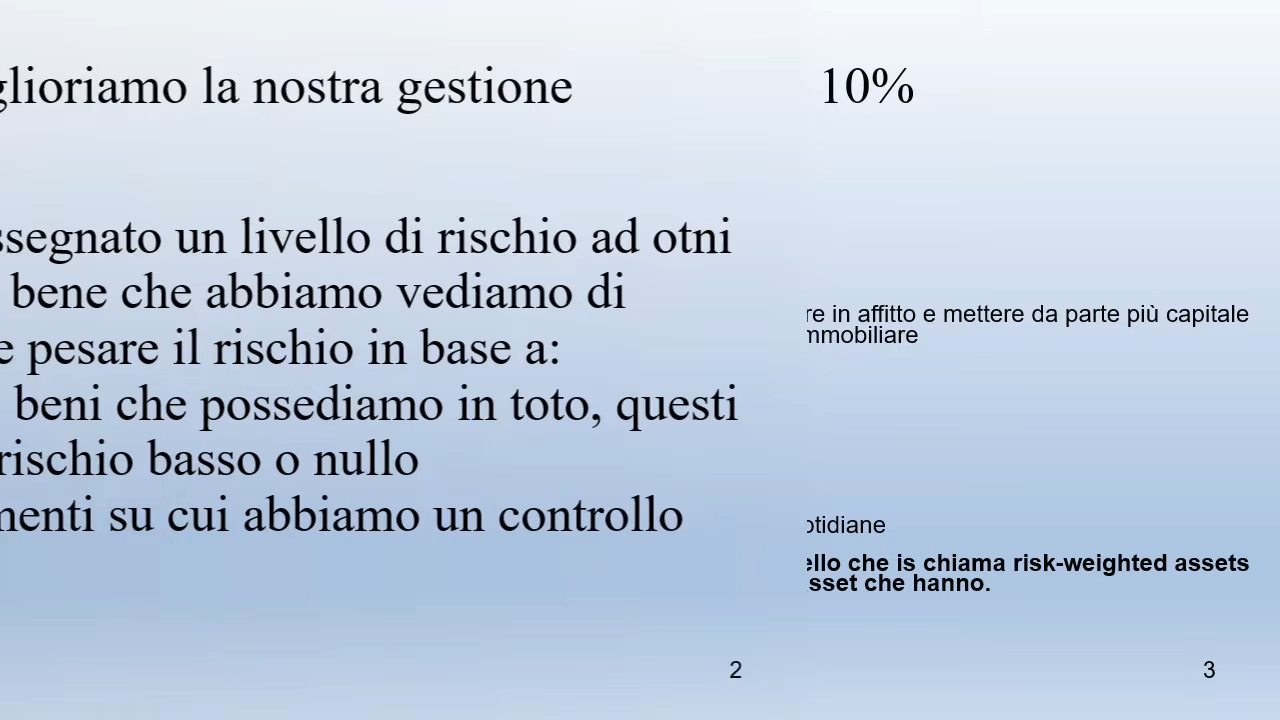 glioriamo la nostra gestione
ssegnato un livello di rischio ad otni
bene che abbiamo vediamo di
e pesare il rischio in base a:
beni che possediamo in toto, questi
rischio basso o nullo
menti su cui abbiamo un controllo
2
10%
re in affitto e mettere da parte più capitale
mmobiliare
otidiane
ello che is chiama risk-weighted assets
sset che hanno.
3